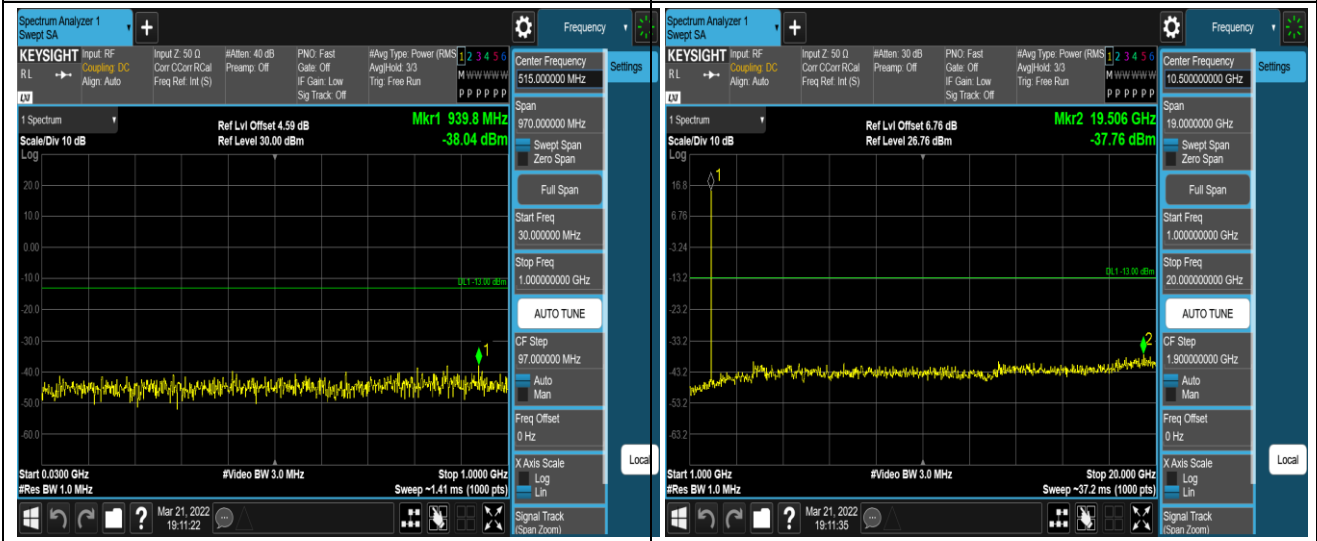 Spectrum Analyzer 1
Swept SA
Frequency
KEYSIGHT
R L
Input: RF
Coupling: DC
Align: Auto
Input Z: 50 Ω
Corr CCorr RCal
Freq Ref: Int (S)
#Atten: 40 dB
Preamp: Off
PNO: Fast
Gate: Off
IF Gain: Low
Sig Track: Off
#Avg Type: Power (RMS
Avg|Hold: 3/3
Trig: Free Run
1 2 3 4 5 6
M W W W W W
P P P P P P
Center Frequency
515.000000 MHz
Settings
1 Spectrum
Scale/Div 10 dB
Log
Ref Lvl Offset 4.59 dB
Ref Level 30.00 dBm
Mkr1 939.8 MHz
-38.04 dBm
Span
970.000000 MHz
Swept Span
Zero Span
Full Span
Start Freq
30.000000 MHz
Stop Freq
1.000000000 GHz
AUTO TUNE
CF Step
97.000000 MHz
Auto
Man
Freq Offset
0 Hz
X Axis Scale
Log
Lin
Signal Track
(Span Zoom)
Local
20.0
10.0
0.00
-10.0
DL1 -13.00 dBm
-20.0
-30.0
1
-40.0
-50.0
-60.0
Start 0.0300 GHz
#Res BW 1.0 MHz
#Video BW 3.0 MHz
Stop 1.0000 GHz
Sweep ~1.41 ms (1000 pts)
?
Mar 21, 2022
19:11:22
Spectrum Analyzer 1
Swept SA
Frequency
KEYSIGHT
R L
Input: RF
Coupling: DC
Align: Auto
Input Z: 50 Ω
Corr CCorr RCal
Freq Ref: Int (S)
#Atten: 30 dB
Preamp: Off
PNO: Fast
Gate: Off
IF Gain: Low
Sig Track: Off
#Avg Type: Power (RMS
Avg|Hold: 3/3
Trig: Free Run
1 2 3 4 5 6
M W W W W W
P P P P P P
Center Frequency
10.500000000 GHz
Settings
1 Spectrum
Scale/Div 10 dB
Log
Ref Lvl Offset 6.76 dB
Ref Level 26.76 dBm
Mkr2 19.506 GHz
-37.76 dBm
Span
19.0000000 GHz
Swept Span
Zero Span
Full Span
Start Freq
1.000000000 GHz
Stop Freq
20.000000000 GHz
AUTO TUNE
CF Step
1.900000000 GHz
Auto
Man
Freq Offset
0 Hz
X Axis Scale
Log
Lin
Signal Track
(Span Zoom)
Local
1
16.8
6.76
-3.24
-13.2
DL1 -13.00 dBm
-23.2
-33.2
2
-43.2
-53.2
-63.2
Start 1.000 GHz
#Res BW 1.0 MHz
#Video BW 3.0 MHz
Stop 20.000 GHz
Sweep ~37.2 ms (1000 pts)
?
Mar 21, 2022
19:11:35